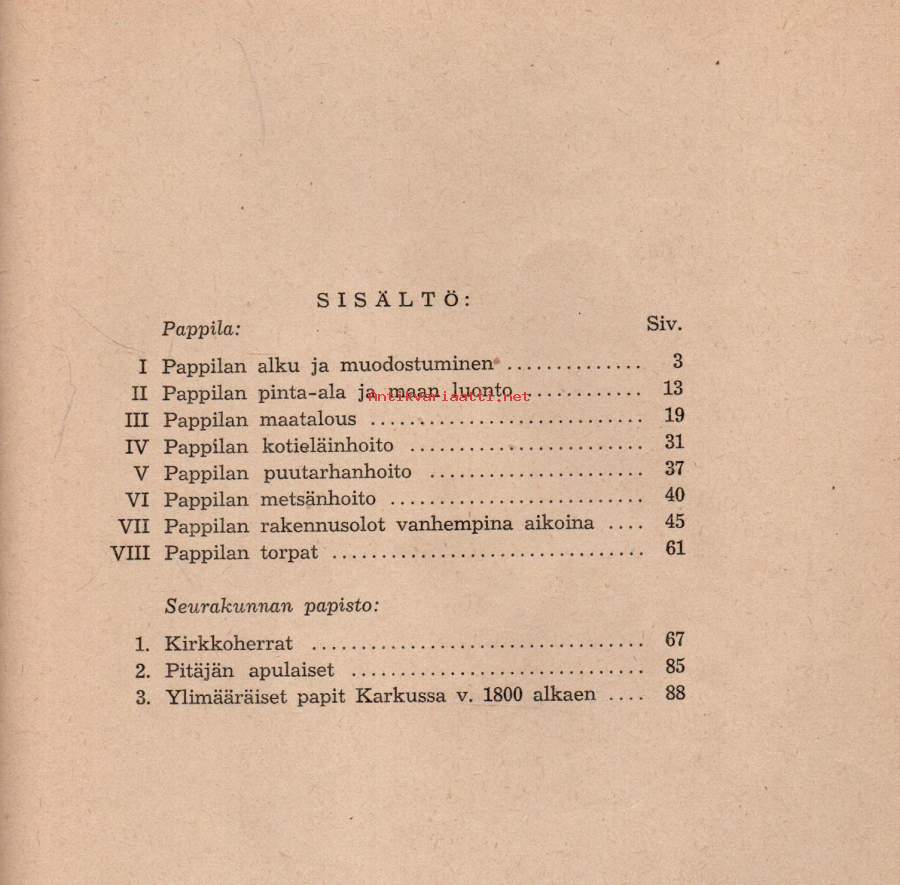 SISÄLTÖ:
Pappila: Siv.
I Pappilan alku ja muodostuminen .............. 3
II Pappilan pinta-ala ja maan luonto ............ 13
Antikvariaatti.net
III Pappilan maatalous ............................ 19
IV Pappilan kotieläinhoito ........................ 31
V Pappilan puutarhanhoito ...................... 37
VI Pappilan metsänhoito .......................... 40
VII Pappilan rakennusolot vanhempina aikoina .... 45
VIII Pappilan torpat ................................ 61
Seurakunnan papisto:
1. Kirkkoherrat .................................. 67
2. Pitäjän apulaiset .............................. 85
3. Ylimääräiset papit Karkussa v. 1800 alkaen .... 88